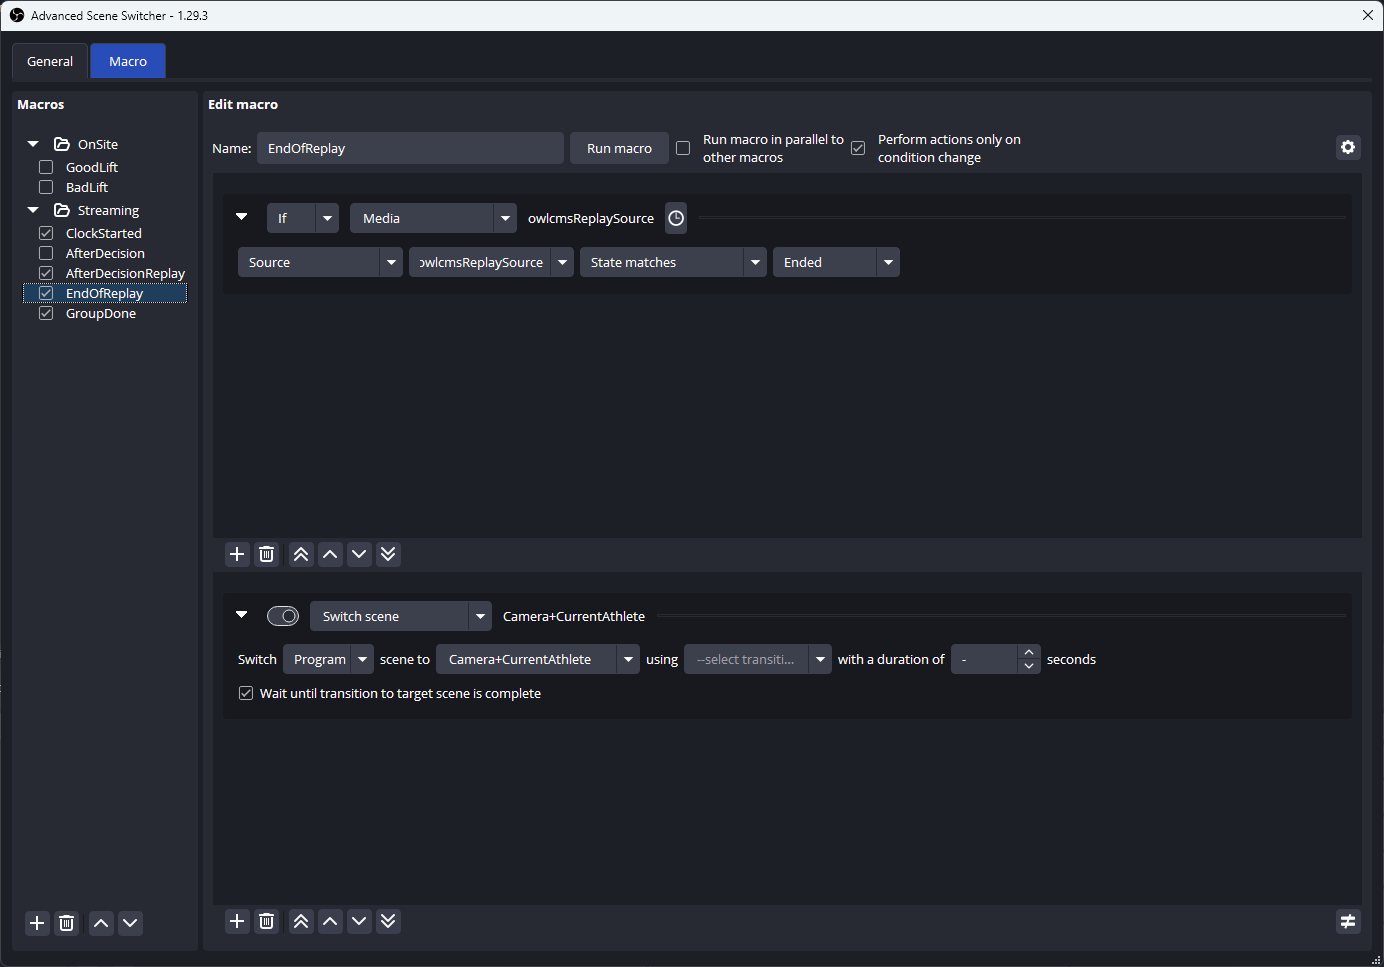 Advanced Scene Switcher - 1.29.3
General
Macro
Macros
OnSite
GoodLift
BadLift
Streaming
ClockStarted
AfterDecision
AfterDecisionReplay
EndOfReplay
GroupDone
Edit macro
Name:
EndOfReplay
Run macro
Run macro in parallel to
other macros
Perform actions only on
condition change
If
Media
owlcmsReplaySource
Source
owlcmsReplaySource
State matches
Ended
Switch scene
Camera+CurrentAthlete
Switch
Program
scene to
Camera+CurrentAthlete
using
--select transiti...
with a duration of
-
seconds
Wait until transition to target scene is complete